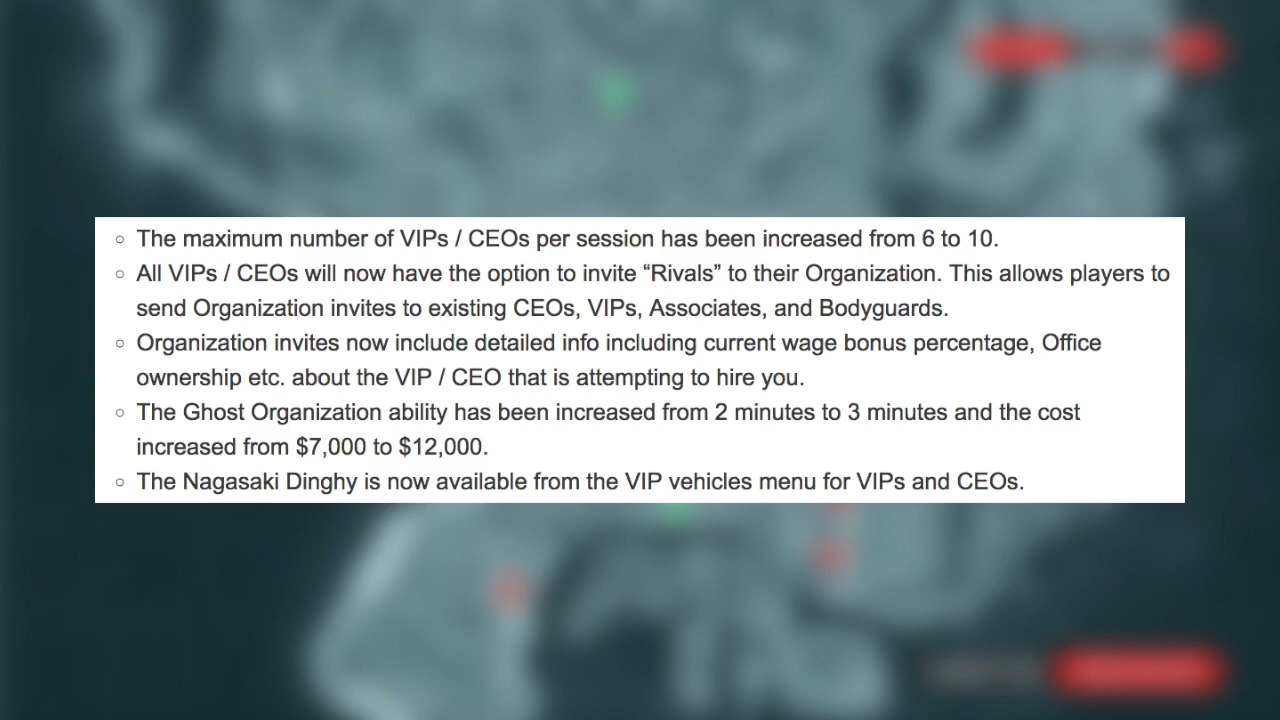 The maximum number of VIPs / CEOs per session has been increased from 6 to 10.
All VIPs / CEOs will now have the option to invite “Rivals” to their Organization. This allows players to
send Organization invites to existing CEOs, VIPs, Associates, and Bodyguards.
Organization invites now include detailed info including current wage bonus percentage, Office
ownership etc. about the VIP / CEO that is attempting to hire you.
The Ghost Organization ability has been increased from 2 minutes to 3 minutes and the cost
increased from $7,000 to $12,000.
The Nagasaki Dinghy is now available from the VIP vehicles menu for VIPs and CEOs.